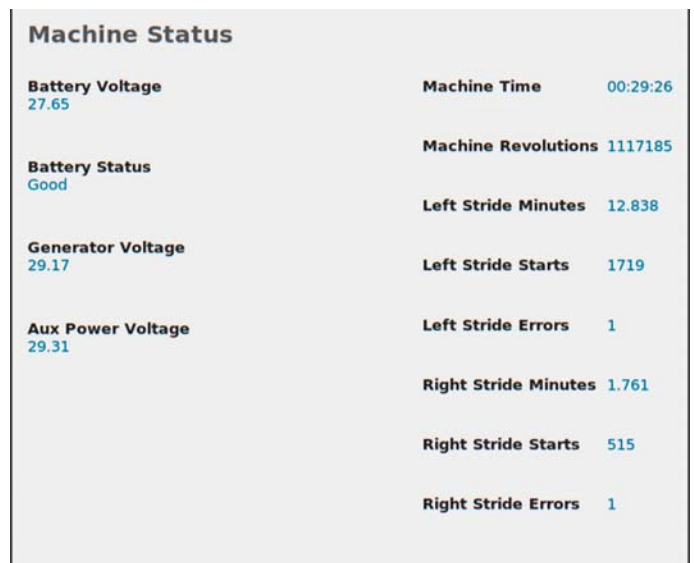 Machine Status
Battery Voltage
27.65
Battery Status
Good
Generator Voltage
29.17
Aux Power Voltage
29.31
Machine Time 00:29:26
Machine Revolutions 1117185
Left Stride Minutes 12.838
Left Stride Starts 1719
Left Stride Errors 1
Right Stride Minutes 1.761
Right Stride Starts 515
Right Stride Errors 1